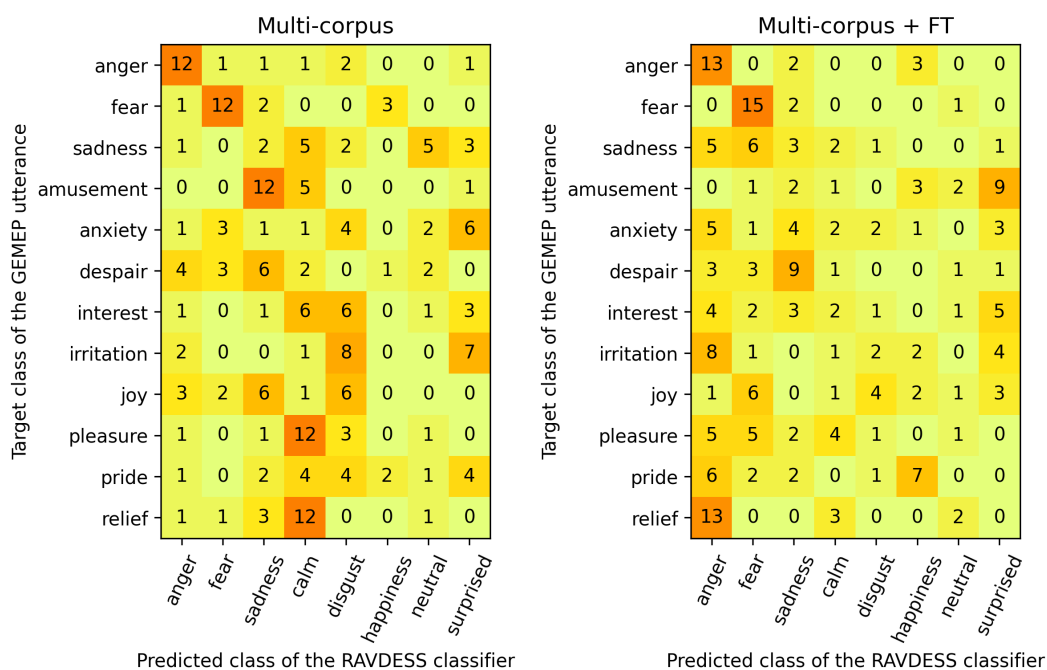 Multi-corpus
Target class of the GEMEP utterance
anger 12 1 1 1 2 0 0 1
fear 1 12 2 0 0 3 0 0
sadness 1 0 2 5 2 0 5 3
amusement 0 0 12 5 0 0 0 1
anxiety 1 3 1 1 4 0 2 6
despair 4 3 6 2 0 1 2 0
interest 1 0 1 6 6 0 1 3
irritation 2 0 0 1 8 0 0 7
joy 3 2 6 1 6 0 0 0
pleasure 1 0 1 12 3 0 1 0
pride 1 0 2 4 4 2 1 4
relief 1 1 3 12 0 0 1 0
anger fear sadness calm disgust happiness neutral surprised
Predicted class of the RAVDESS classifier
Multi-corpus + FT
Target class of the GEMEP utterance
anger 13 0 2 0 0 3 0 0
fear 0 15 2 0 0 0 1 0
sadness 5 6 3 2 1 0 0 1
amusement 0 1 2 1 0 3 2 9
anxiety 5 1 4 2 2 1 0 3
despair 3 3 9 1 0 0 1 1
interest 4 2 3 2 1 0 1 5
irritation 8 1 0 1 2 2 0 4
joy 1 6 0 1 4 2 1 3
pleasure 5 5 2 4 1 0 1 0
pride 6 2 2 0 1 7 0 0
relief 13 0 0 3 0 0 2 0
anger fear sadness calm disgust happiness neutral surprised
Predicted class of the RAVDESS classifier